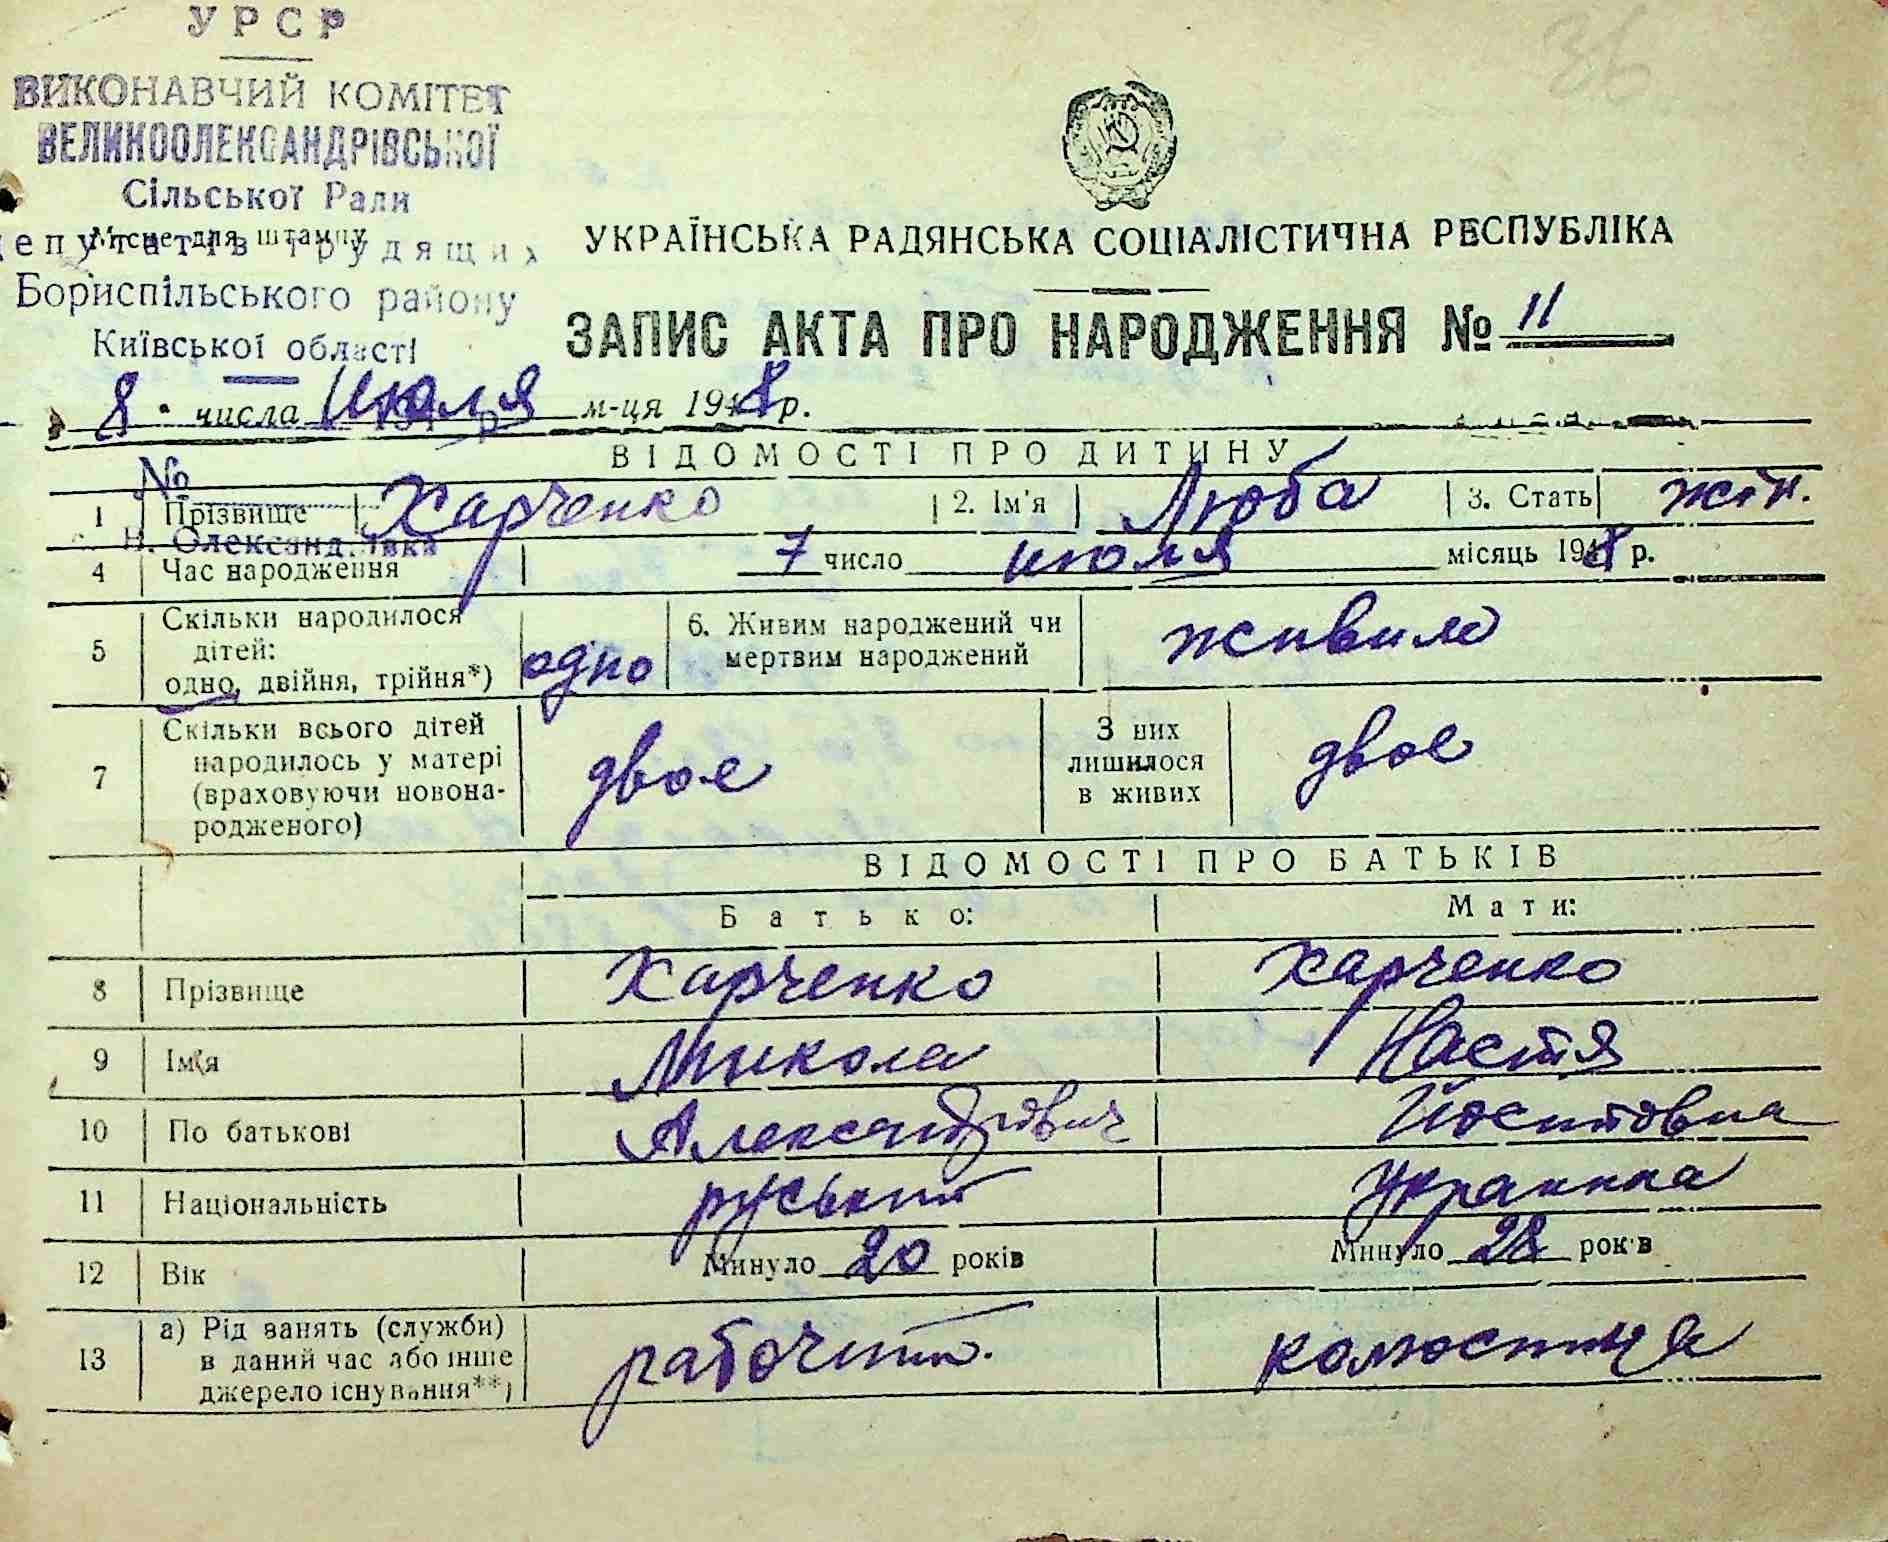 36
УРСР
ВИКОНАВЧИЙ КОМІТЕТ
ВЕЛИКООЛЕКСАНДРІВСЬКОЇ
Сільської Ради
депутатів трудящих
Місце для штампу
Бориспільського району
Київської області
УКРАЇНСЬКА РАДЯНСЬКА СОЦІАЛІСТИЧНА РЕСПУБЛІКА
ЗАПИС АКТА ПРО НАРОДЖЕННЯ № 11
8 числа июля м-ця 1948 р.
ВІДОМОСТІ ПРО ДИТИНУ
№
1 Прізвище Харченко 2. Ім'я Люба 3. Стать жін.
4 Час народження 7 число июля місяць 1948 р.
5 Скільки народилося дітей: одно, двійня, трійня*) одно 6. Живим народжений чи мертвим народжений живим
7 Скільки всього дітей народилось у матері (враховуючи новонародженого) двое З них лишилося в живих двое
ВІДОМОСТІ ПРО БАТЬКІВ
Батько: Мати:
8 Прізвище Харченко Харченко
9 Ім'я Микола Настя
10 По батькові Александрович Йосиповна
11 Національність руський украинка
12 Вік Минуло 20 років Минуло 28 років
13 а) Рід занять (служби) в даний час або інше джерело існування**) рабочий.